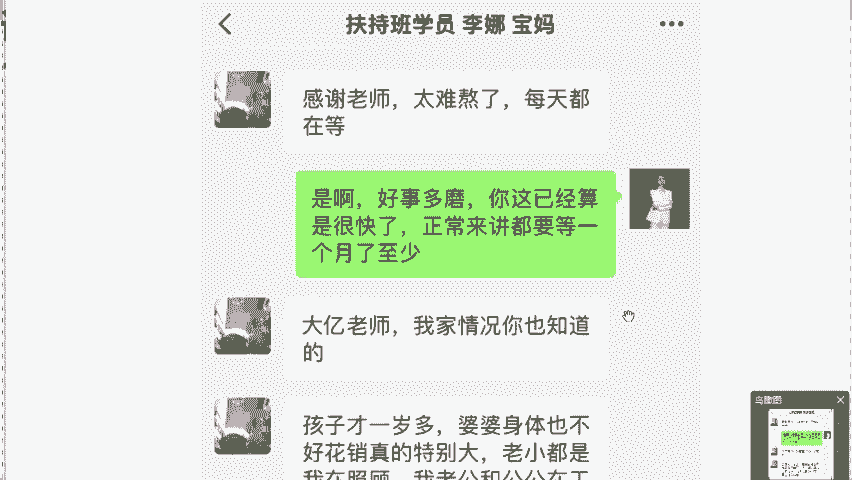 扶持班学员 李娜 宝妈
感谢老师，太难熬了，每天都
在等
是啊，好事多磨，你这已经算
是很快了，正常来讲都要等一
个月了至少
大亿老师，我家情况你也知道
的
孩子才一岁多，婆婆身体也不
好花销真的特别大，老小都是
我在照顾，我老公和公公在工
鸟瞰图